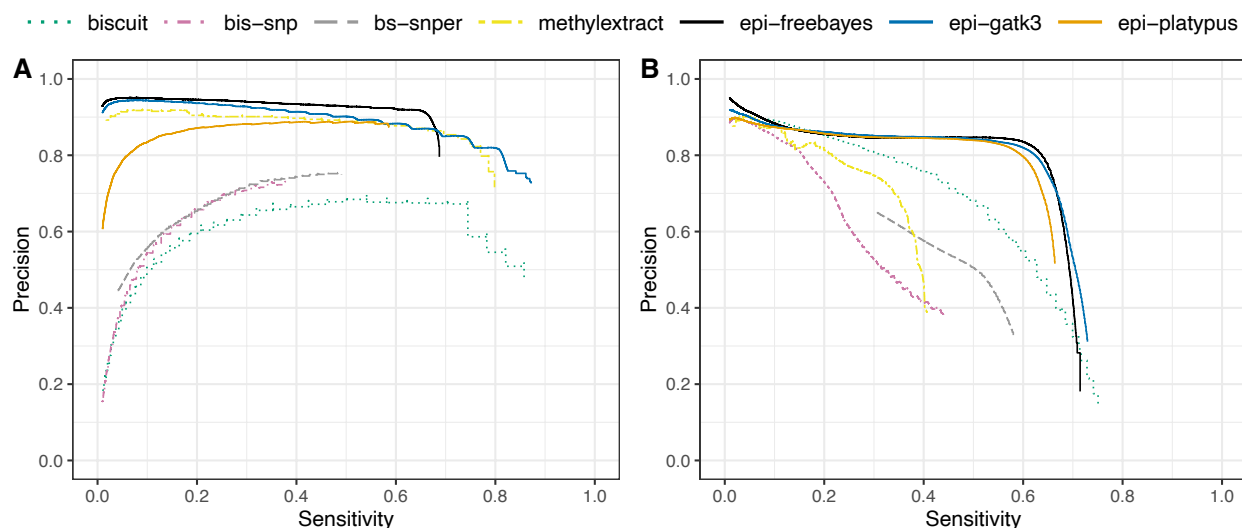 biscuit bis−snp bs−snper methylextract epi−freebayes epi−gatk3 epi−platypus
A
B
1.0
0.8
0.6
0.4
0.2
0.0
Precision
0.0 0.2 0.4 0.6 0.8 1.0
Sensitivity
1.0
0.8
0.6
0.4
0.2
0.0
Precision
0.0 0.2 0.4 0.6 0.8 1.0
Sensitivity